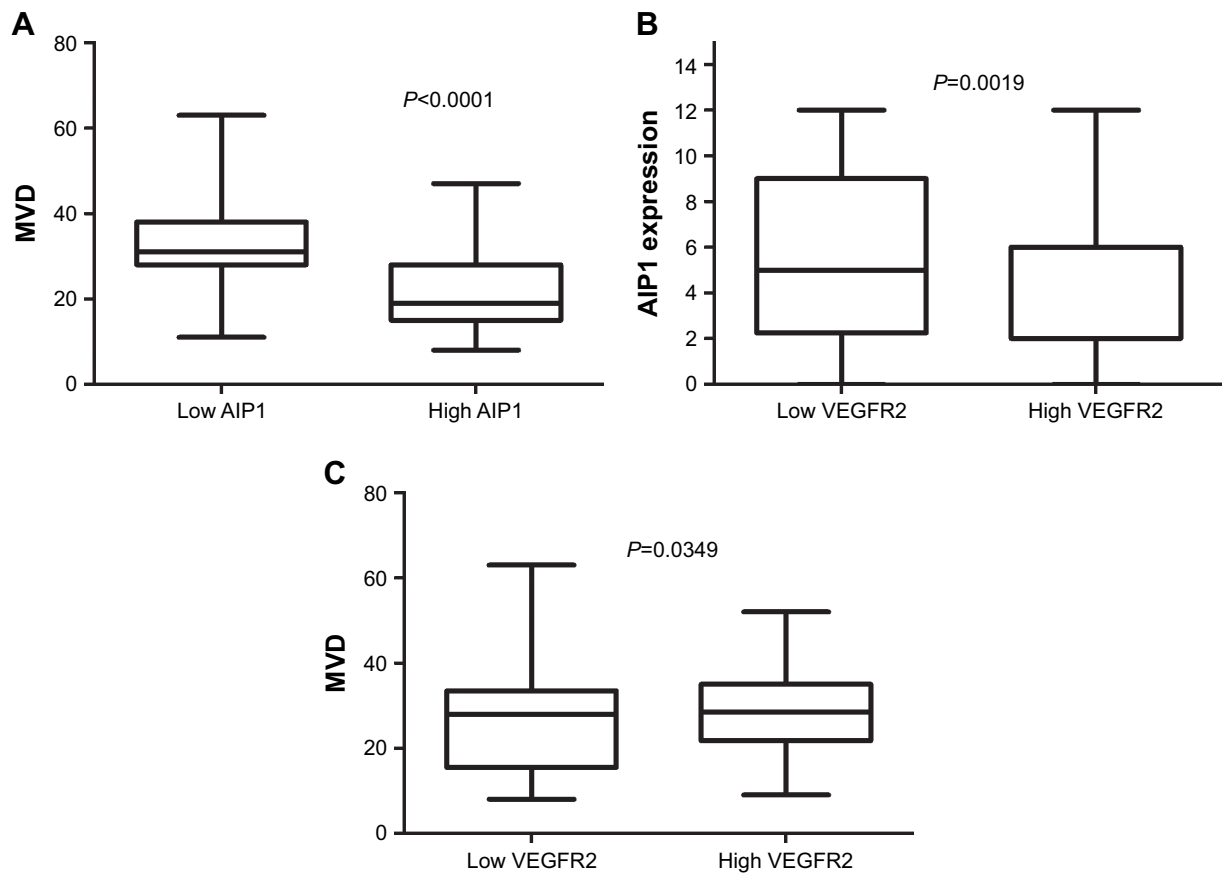 A
80
60
40
20
0
MVD
P<0.0001
Low AIP1
High AIP1
B
14
12
10
8
6
4
2
0
AIP1 expression
P=0.0019
Low VEGFR2
High VEGFR2
C
80
60
40
20
0
MVD
P=0.0349
Low VEGFR2
High VEGFR2